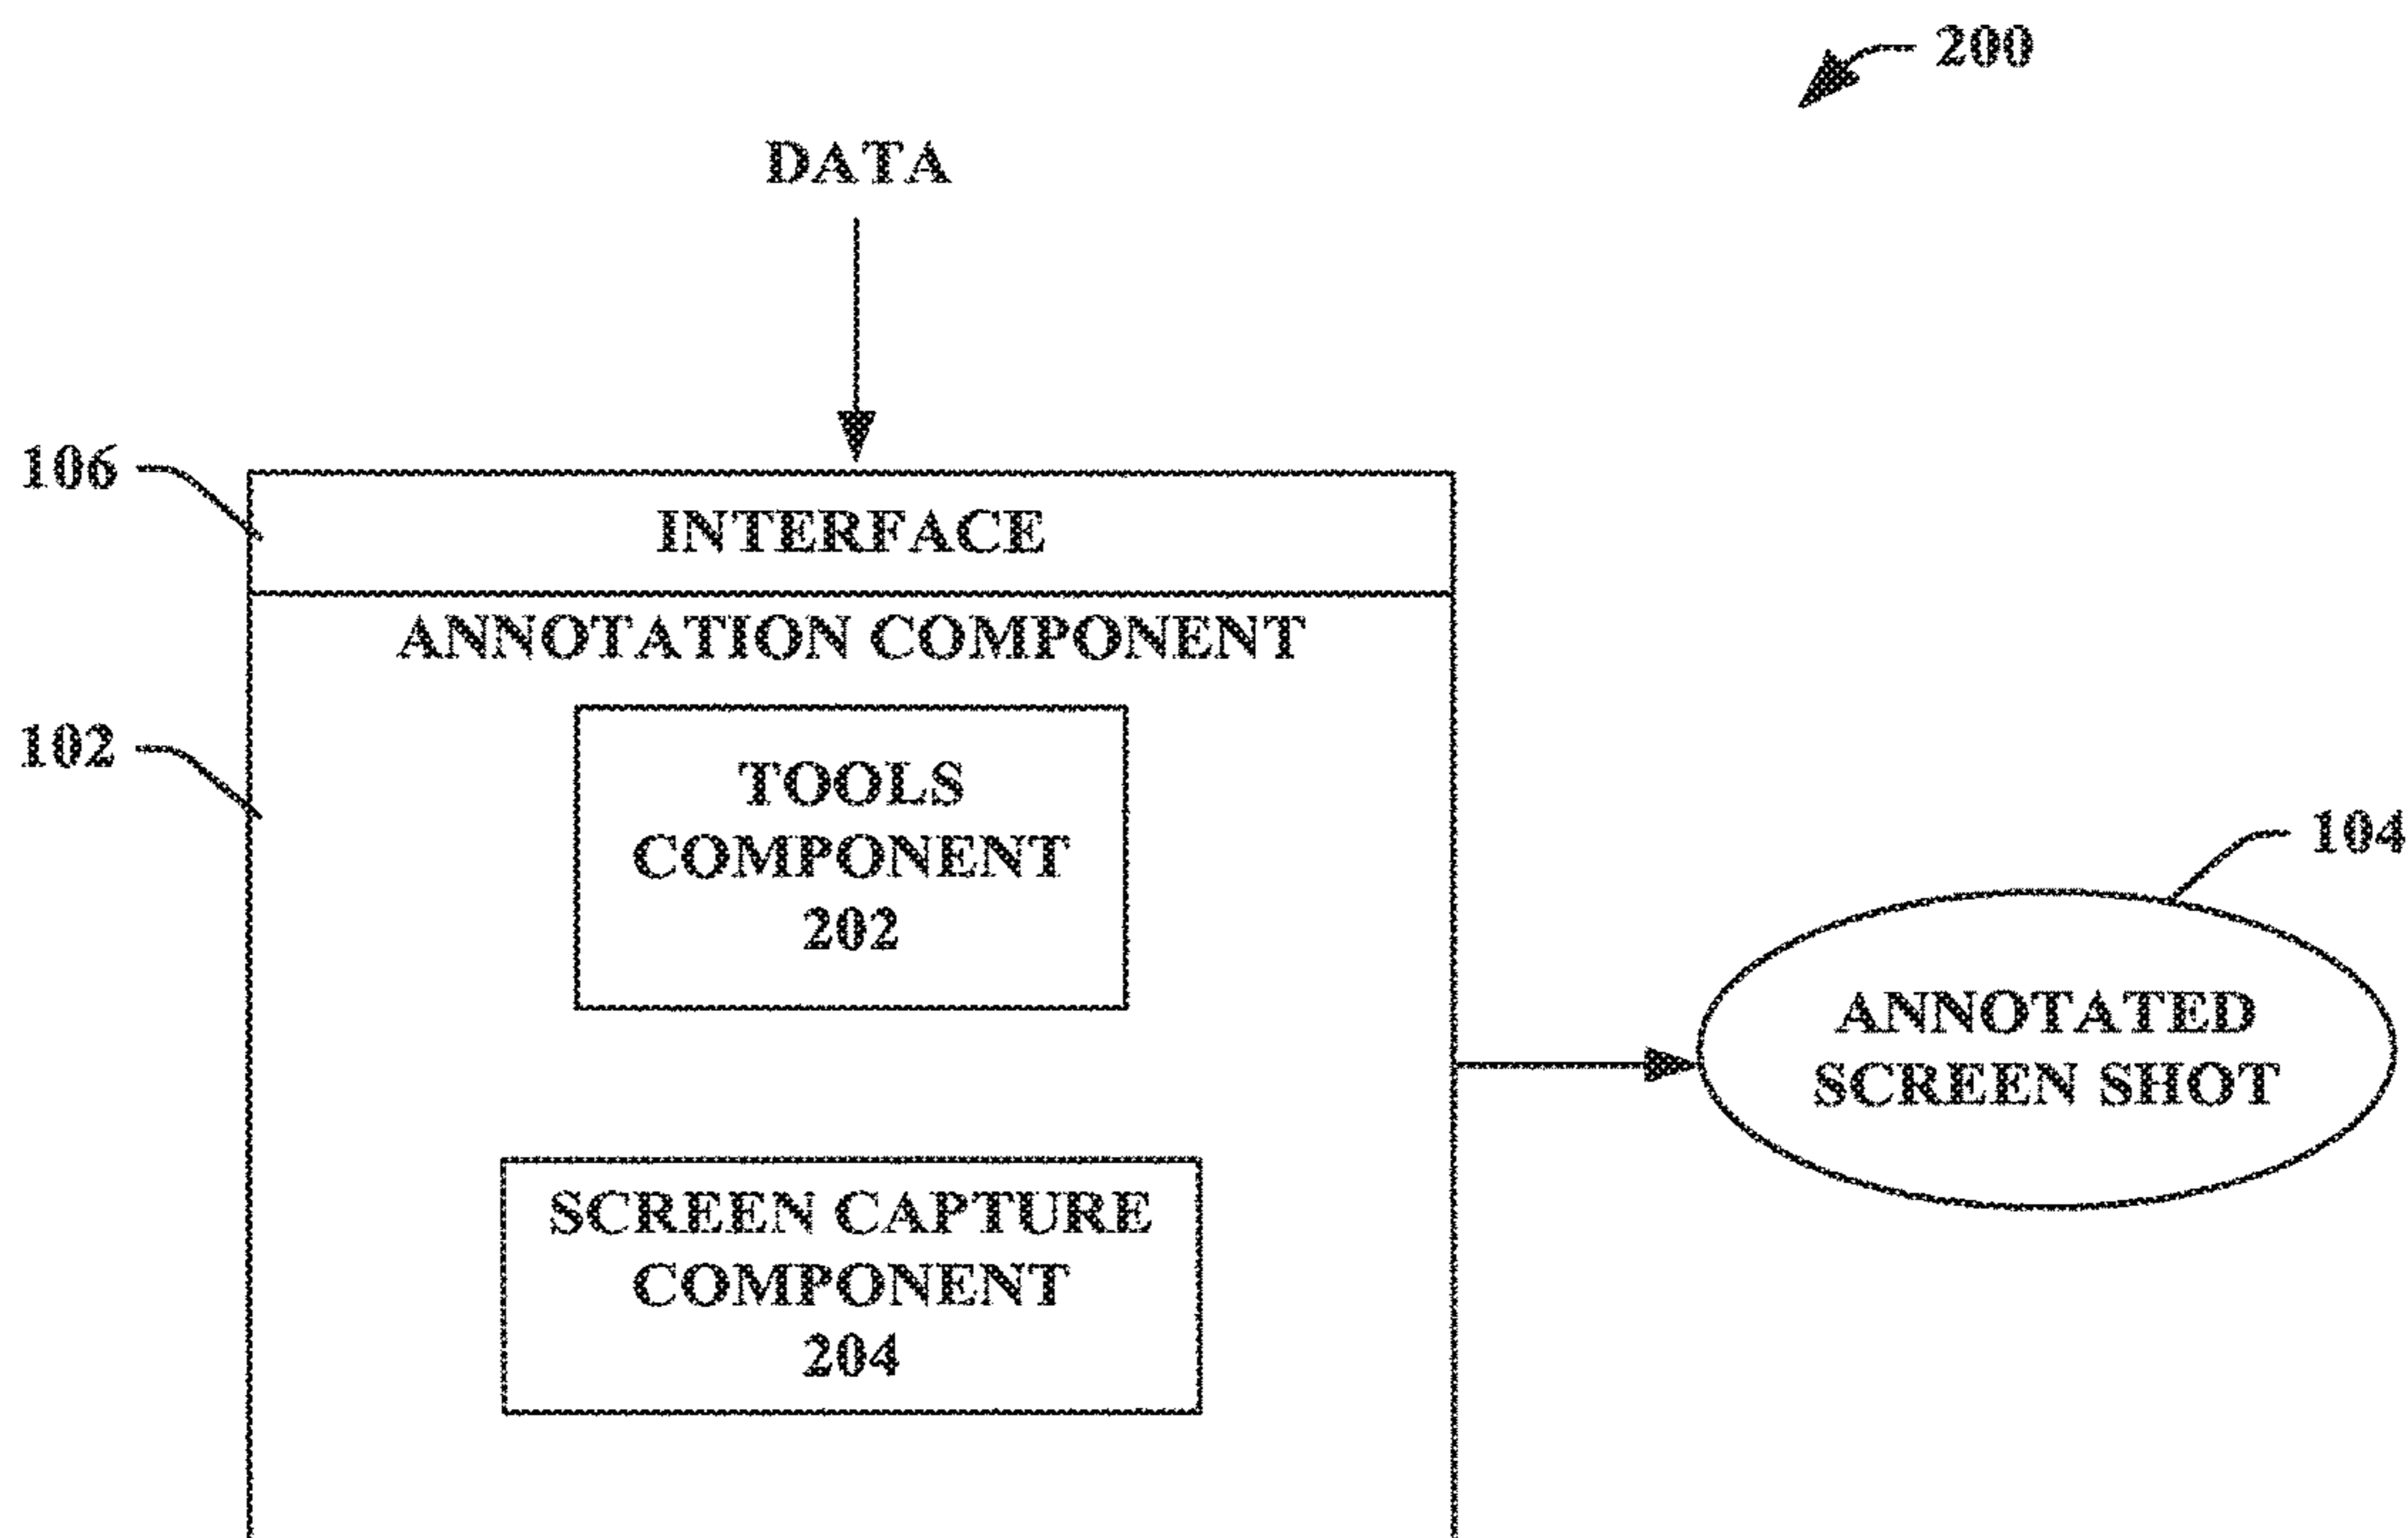 200
DATA
106
INTERFACE
ANNOTATION COMPONENT
102
TOOLS
COMPONENT
202
104
ANNOTATED
SCREEN SHOT
SCREEN CAPTURE
COMPONENT
204